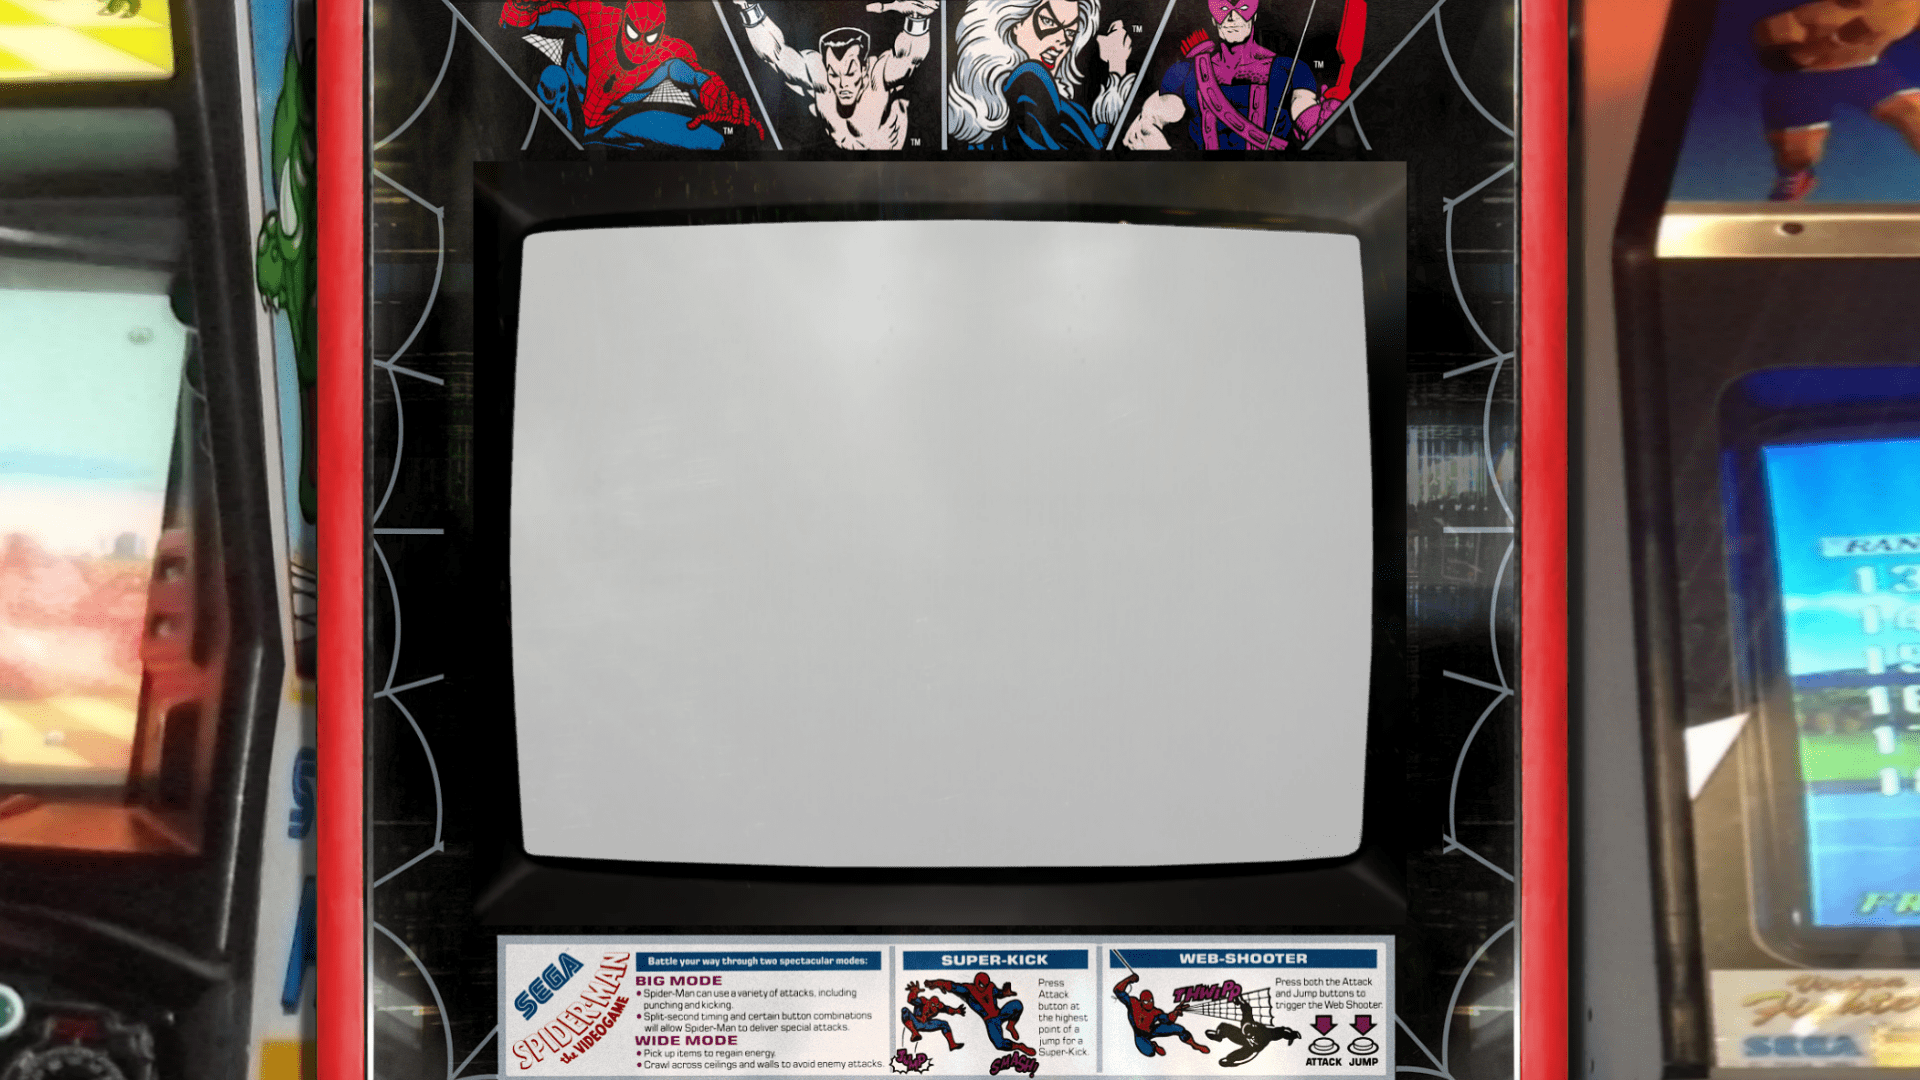 TM
TM
TM
TM
SEGA
SPIDER-MAN
the VIDEOGAME
Battle your way through two spectacular modes:
BIG MODE
• Spider-Man can use a variety of attacks, including
punching and kicking.
• Split-second timing and certain button combinations
will allow Spider-Man to deliver special attacks.
WIDE MODE
• Pick up items to regain energy.
• Crawl across ceilings and walls to avoid enemy attacks.
SUPER-KICK
Press
Attack
button at
the highest
point of a
jump for a
Super-Kick.
JUMP
SMASH!
WEB-SHOOTER
THWIPP
Press both the Attack
and Jump buttons to
trigger the Web Shooter.
ATTACK JUMP
RAN
13
14
15
16
SEGA